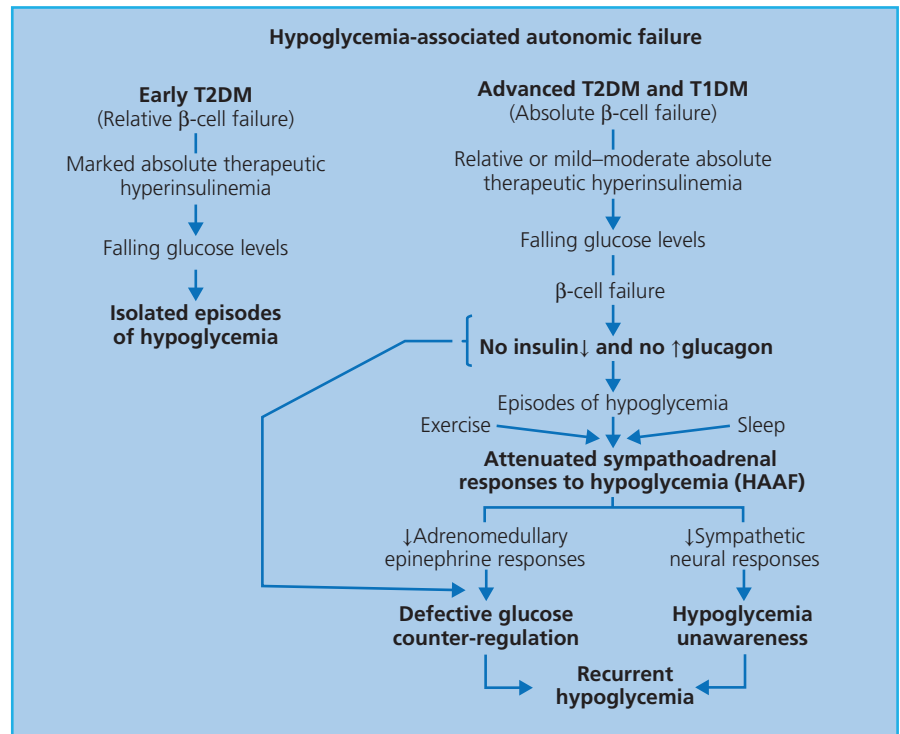 Hypoglycemia-associated autonomic failure
Early T2DM
(Relative β-cell failure)
Marked absolute therapeutic
hyperinsulinemia
Falling glucose levels
Isolated episodes
of hypoglycemia
Advanced T2DM and T1DM
(Absolute β-cell failure)
Relative or mild–moderate absolute
therapeutic hyperinsulinemia
Falling glucose levels
β-cell failure
No insulin↓ and no ↑glucagon
Episodes of hypoglycemia
Exercise
Sleep
Attenuated sympathoadrenal
responses to hypoglycemia (HAAF)
↓Adrenomedullary
epinephrine responses
↓Sympathetic
neural responses
Defective glucose
counter-regulation
Hypoglycemia
unawareness
Recurrent
hypoglycemia